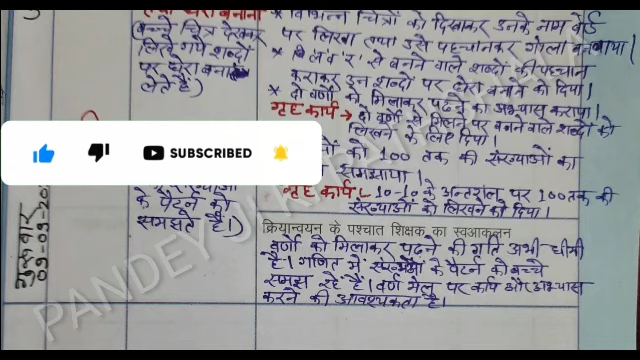 तथा घेरा बनाना
(बच्चे चित्र देखकर
लिखे गये शब्दों
पर घेरा बना
लेते है)
* विभिन्न चित्रों को दिखाकर उनके नाम बोर्ड
पर लिखा तथा उसे पहचानकर गोला बनवाया।
से बनने वाले शब्दों की पहचान
कराकर उन शब्दों पर घेरा बनाने को दिया।
* दो वर्णो को मिलाकर पढ़ने का अभ्यास कराया।
गृह कार्य → दो वर्णो से मिलने पर बनने वाले शब्दों को
लिखने के लिए दिया।
को 100 तक की संख्याओं का
समझाया।
गृह कार्य :- 10-10 के अन्तराल पर 100 तक की
संख्याओं को लिखने को दिया।
के पैटर्न को
समझते है।)
गुरुवार
SUBSCRIBED
क्रियान्वयन के पश्चात शिक्षक का स्वआकलन
वर्णो को मिलाकर पढ़ने की गति अभी धीमी
है। गणित में संख्याओं के पैटर्न को बच्चे
समझ रहे है। वर्ण मेल पर कार्य और अभ्यास
करने की आवश्यकता है।
PANDEY JI